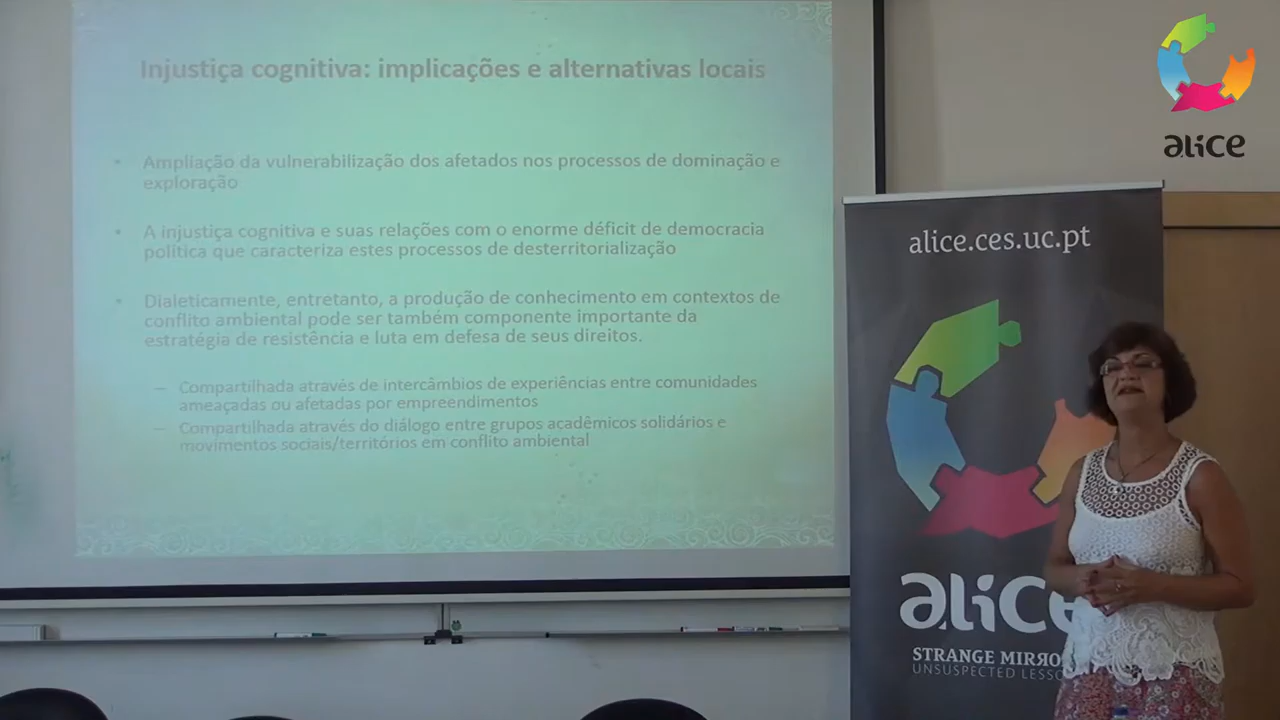 Injustiça cognitiva: implicações e alternativas locais
• Ampliação da vulnerabilização dos afetados nos processos de dominação e
exploração
• A injustiça cognitiva e suas relações com o enorme déficit de democracia
política que caracteriza estes processos de desterritorialização
• Dialeticamente, entretanto, a produção de conhecimento em contextos de
conflito ambiental pode ser também componente importante da
estratégia de resistência e luta em defesa de seus direitos.
– Compartilhada através de intercâmbios de experiências entre comunidades
ameaçadas ou afetadas por empreendimentos
– Compartilhada através do diálogo entre grupos acadêmicos solidários e
movimentos sociais/territórios em conflito ambiental
alice
alice.ces.uc.pt
alice
STRANGE MIRRO
UNSUSPECTED LESSO